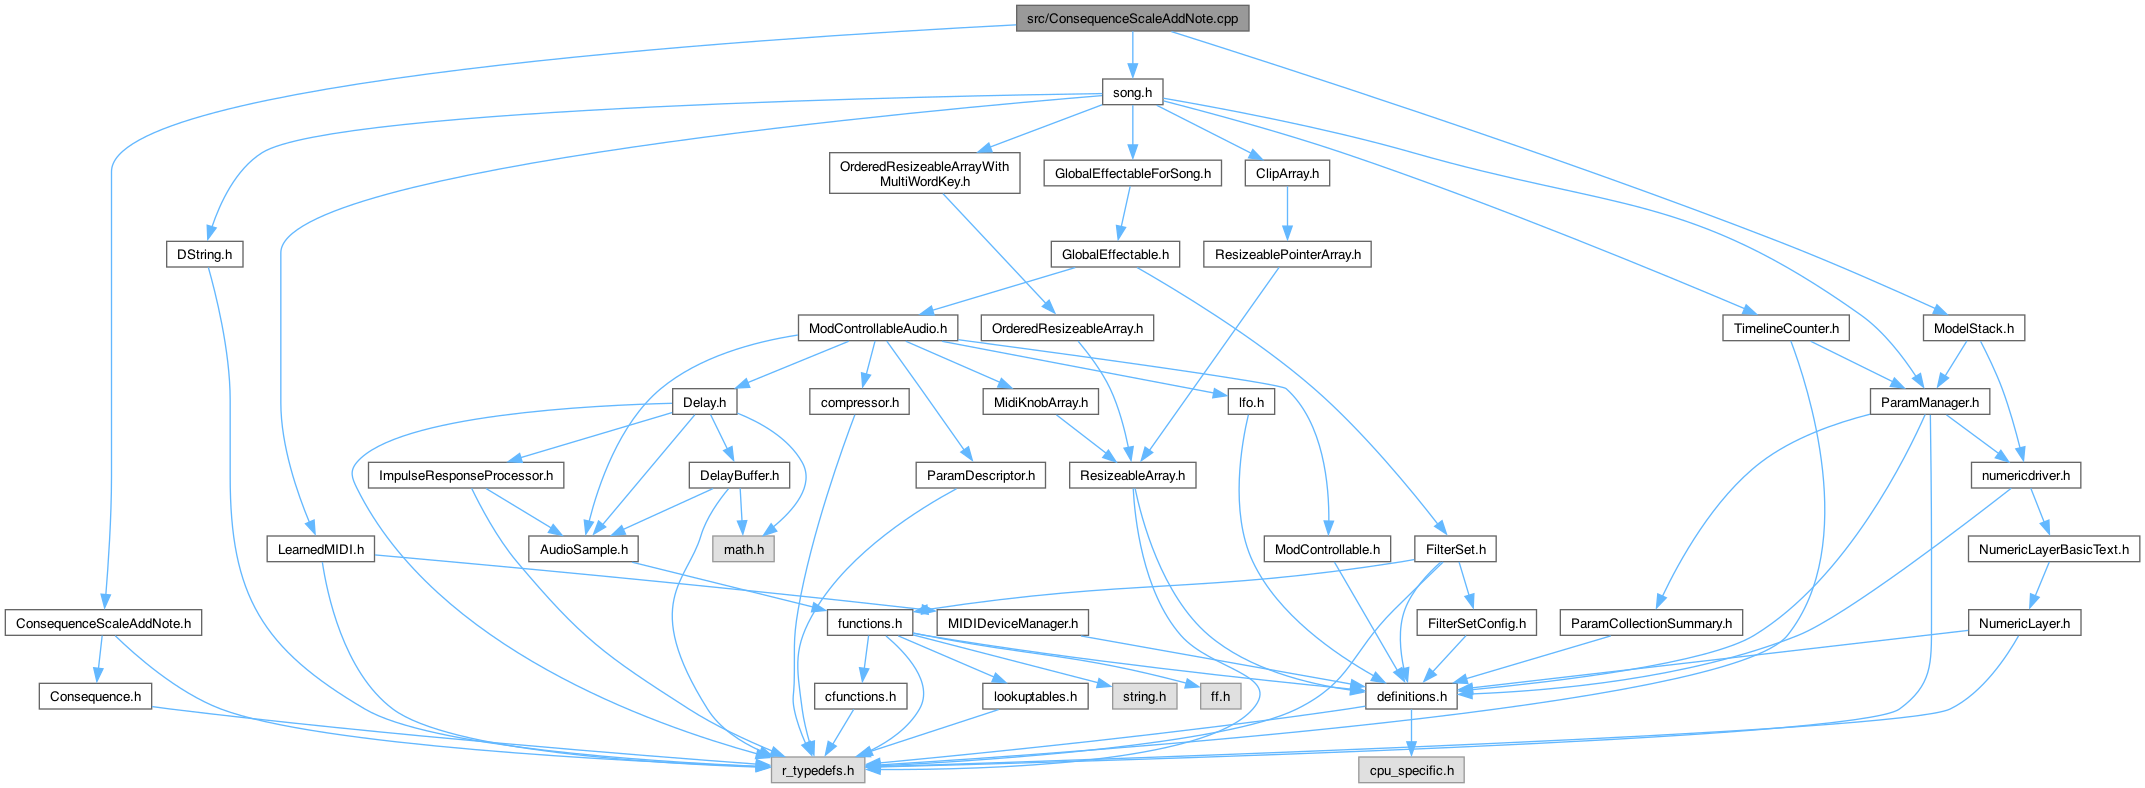 src/ConsequenceScaleAddNote.cpp
song.h
OrderedResizeableArrayWith
MultiWordKey.h
GlobalEffectableForSong.h
ClipArray.h
DString.h
GlobalEffectable.h
ResizeablePointerArray.h
ModControllableAudio.h
OrderedResizeableArray.h
TimelineCounter.h
ModelStack.h
Delay.h
compressor.h
MidiKnobArray.h
lfo.h
ParamManager.h
ImpulseResponseProcessor.h
DelayBuffer.h
ParamDescriptor.h
ResizeableArray.h
numericdriver.h
LearnedMIDI.h
AudioSample.h
math.h
ModControllable.h
FilterSet.h
NumericLayerBasicText.h
ConsequenceScaleAddNote.h
functions.h
MIDIDeviceManager.h
FilterSetConfig.h
ParamCollectionSummary.h
NumericLayer.h
Consequence.h
cfunctions.h
lookuptables.h
string.h
ff.h
definitions.h
r_typedefs.h
cpu_specific.h